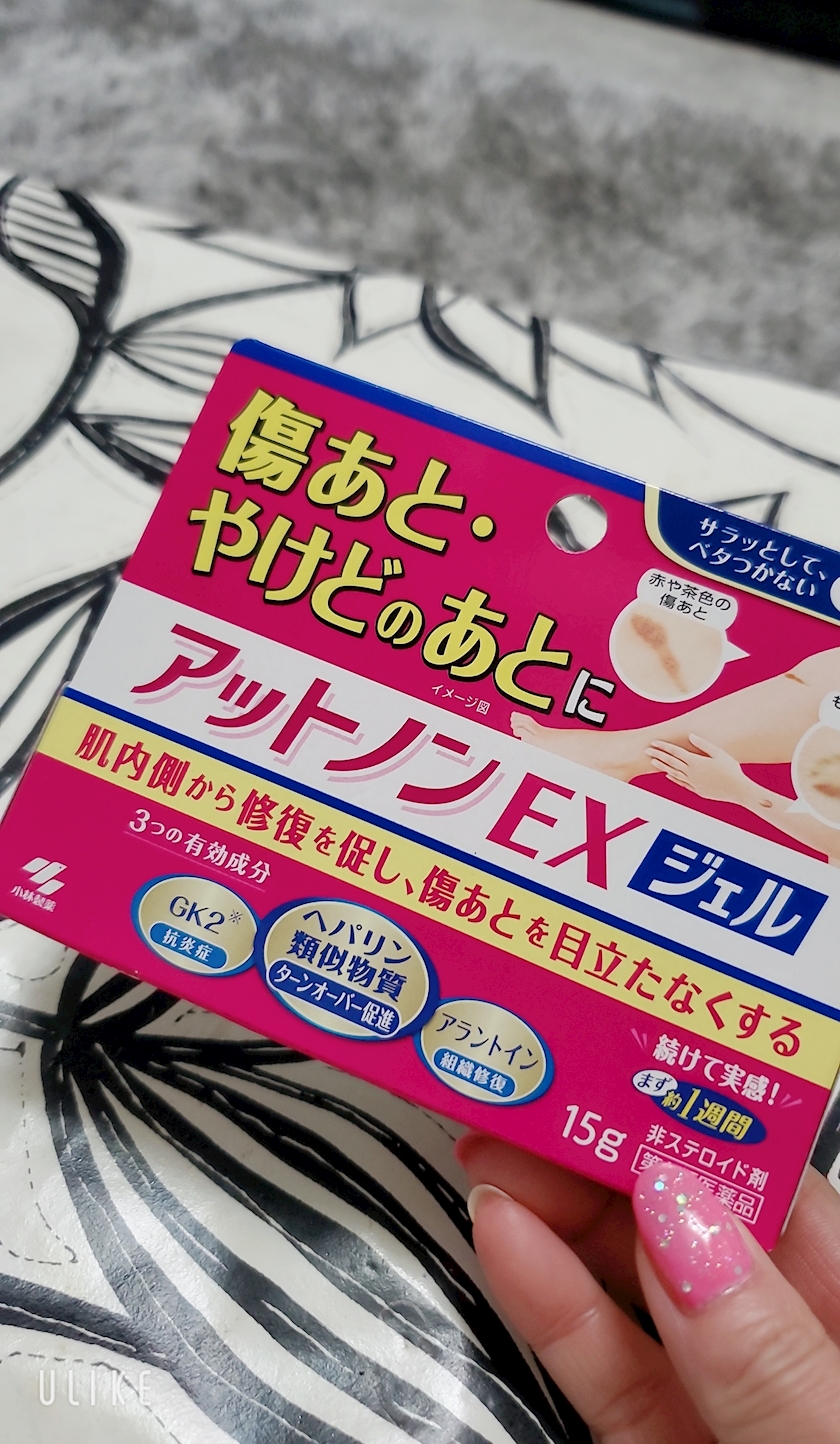 傷あと・
やけどのあとに
サラッとして、
ベタつかない
赤や茶色の
傷あと
イメージ図
アットノンEX ジェル
肌内側から修復を促し、傷あとを目立たなくする
3つの有効成分
GK2※
抗炎症
ヘパリン
類似物質
ターンオーバー促進
アラントイン
組織修復
小林製薬
続けて実感!
まず約1週間
15g
非ステロイド剤
医薬品
ULIKE